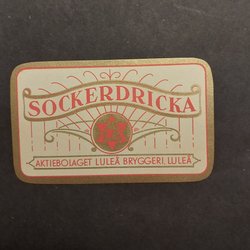 SOCKERDRICKA
AKTIEBOLAGET LULEÅ BRYGGERI, LULEÅ